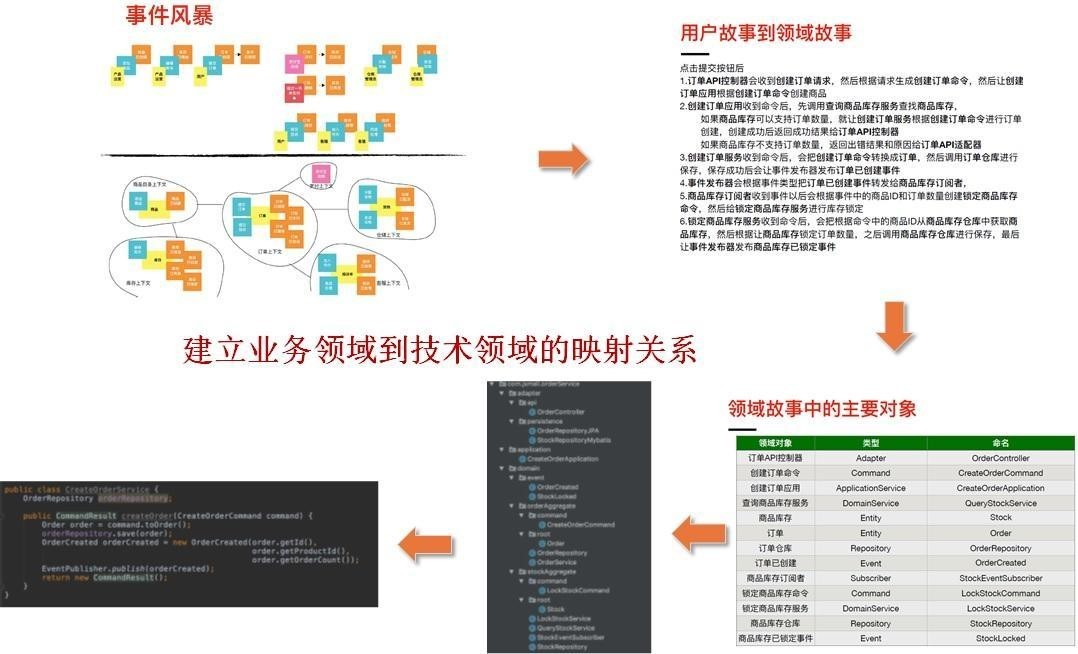 事件风暴
商品目录上下文
支付上下文
订单上下文
仓储上下文
库存上下文
客服上下文
用户故事到领域故事
点击提交按钮后
1.订单API控制器会收到创建订单请求，然后根据请求生成创建订单命令，然后让创建
订单应用根据创建订单命令创建商品
2.创建订单应用收到命令后，先调用查询商品库存服务查找商品库存，
如果商品库存可以支持订单数量，就让创建订单服务根据创建订单命令进行订单
创建，创建成功后返回成功结果给订单API控制器
如果商品库存不支持订单数量，返回出错结果和原因给订单API适配器
3.创建订单服务收到命令后，会把创建订单命令转换成订单，然后调用订单仓库进行
保存，保存成功后会让事件发布器发布订单已创建事件
4.事件发布器会根据事件类型把订单已创建事件转发给商品库存订阅者，
5.商品库存订阅者收到事件以后会根据事件中的商品ID和订单数量创建锁定商品库存
命令，然后给锁定商品库存服务进行库存锁定
6.锁定商品库存服务收到命令后，会把根据命令中的商品ID从商品库存仓库中获取商
品库存，然后根据让商品库存锁定订单数量，之后调用商品库存仓库进行保存，最后
让事件发布器发布商品库存已锁定事件
建立业务领域到技术领域的映射关系
领域故事中的主要对象
领域对象 类型 命名
订单API控制器 Adapter OrderController
创建订单命令 Command CreateOrderCommand
创建订单应用 ApplicationService CreateOrderApplication
查询商品库存服务 DomainService QueryStockService
商品库存 Entity Stock
订单 Entity Order
订单仓库 Repository OrderRepository
订单已创建 Event OrderCreated
商品库存订阅者 Subscriber StockEventSubscriber
锁定商品库存命令 Command LockStockCommand
锁定商品库存服务 DomainService LockStockService
商品库存仓库 Repository StockRepository
商品库存已锁定事件 Event StockLocked
com.jsmall.orderService
adapter
api
OrderController
persistence
OrderRepositoryJPA
StockRepositoryMybatis
application
CreateOrderApplication
domain
event
OrderCreated
StockLocked
orderAggregate
command
CreateOrderCommand
root
Order
OrderRepository
OrderService
stockAggregate
command
LockStockCommand
root
Stock
LockStockService
QueryStockService
StockEventSubscriber
StockRepository
public class CreateOrderService {
OrderRepository orderRepository;
public CommandResult createOrder(CreateOrderCommand command) {
Order order = command.toOrder();
orderRepository.save(order);
OrderCreated orderCreated = new OrderCreated(order.getId(),
order.getProductId(),
order.getOrderCount());
EventPublisher.publish(orderCreated);
return new CommandResult();
}
}